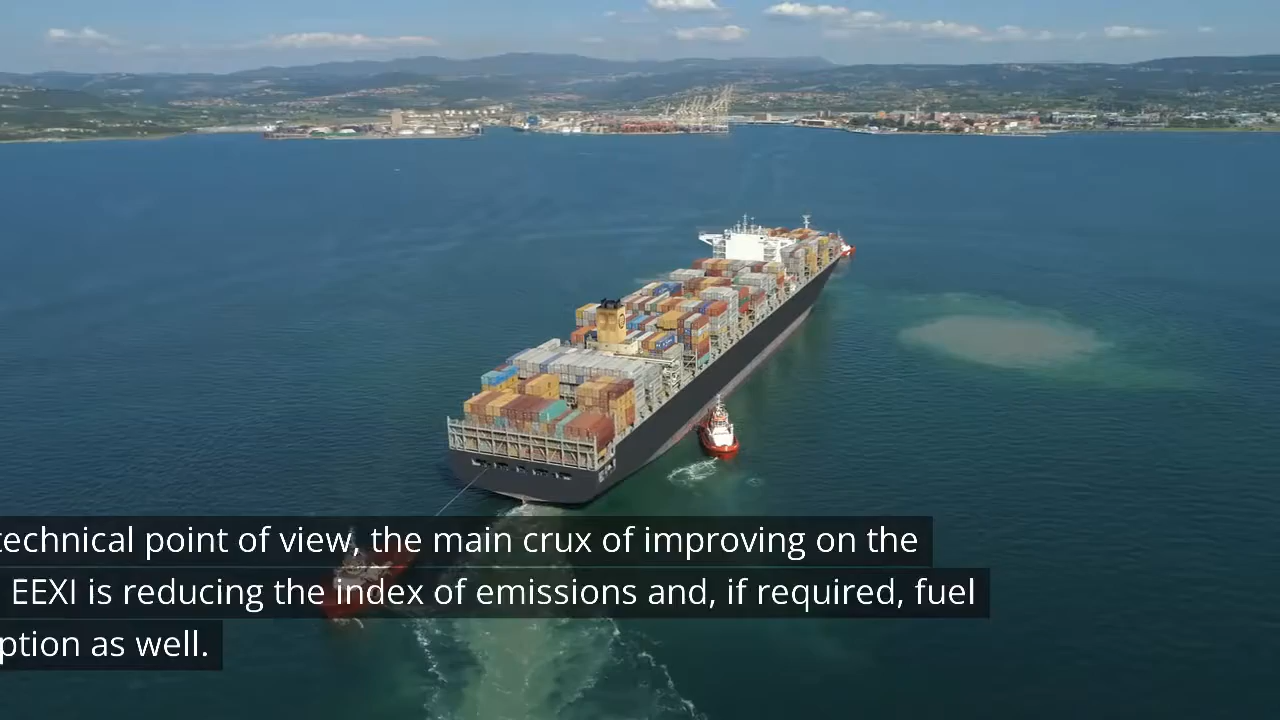 technical point of view, the main crux of improving on the
EEXI is reducing the index of emissions and, if required, fuel
ption as well.